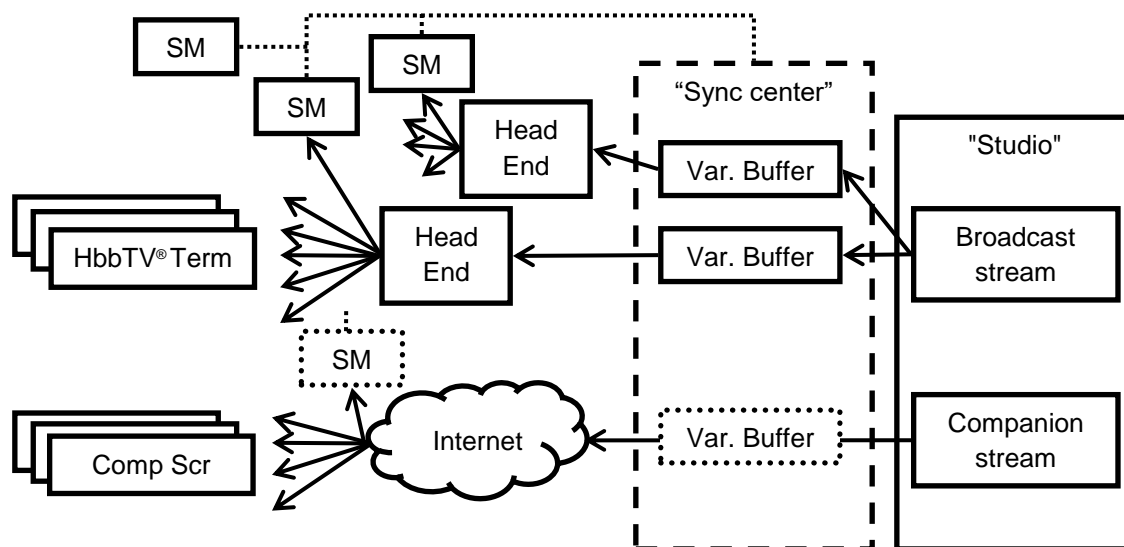 SM
SM
SM
“Sync center”
Head
End
"Studio"
Var. Buffer
HbbTV® Term
Head
End
Var. Buffer
Broadcast
stream
SM
Comp Scr
Internet
Var. Buffer
Companion
stream